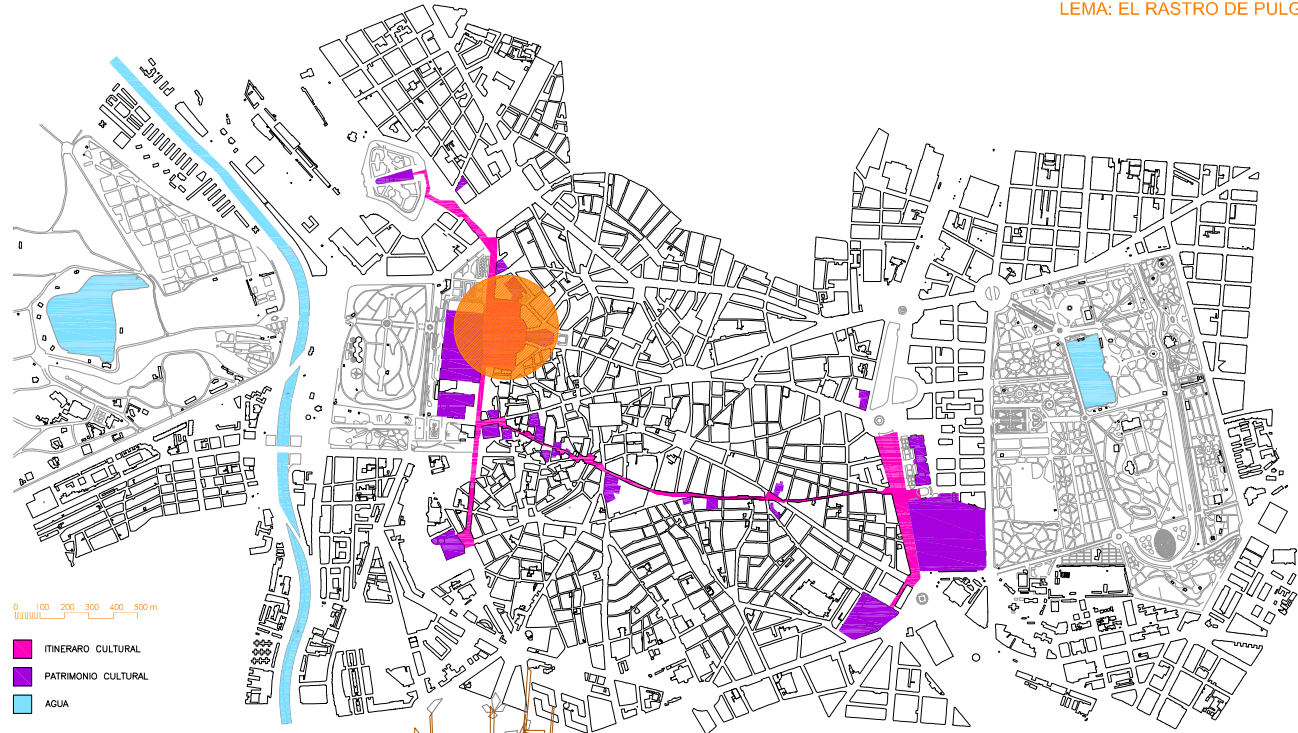 LEMA: EL RASTRO DE PULG
0 100 200 300 400 500 m
ITINERARO CULTURAL
PATRIMONIO CULTURAL
AGUA